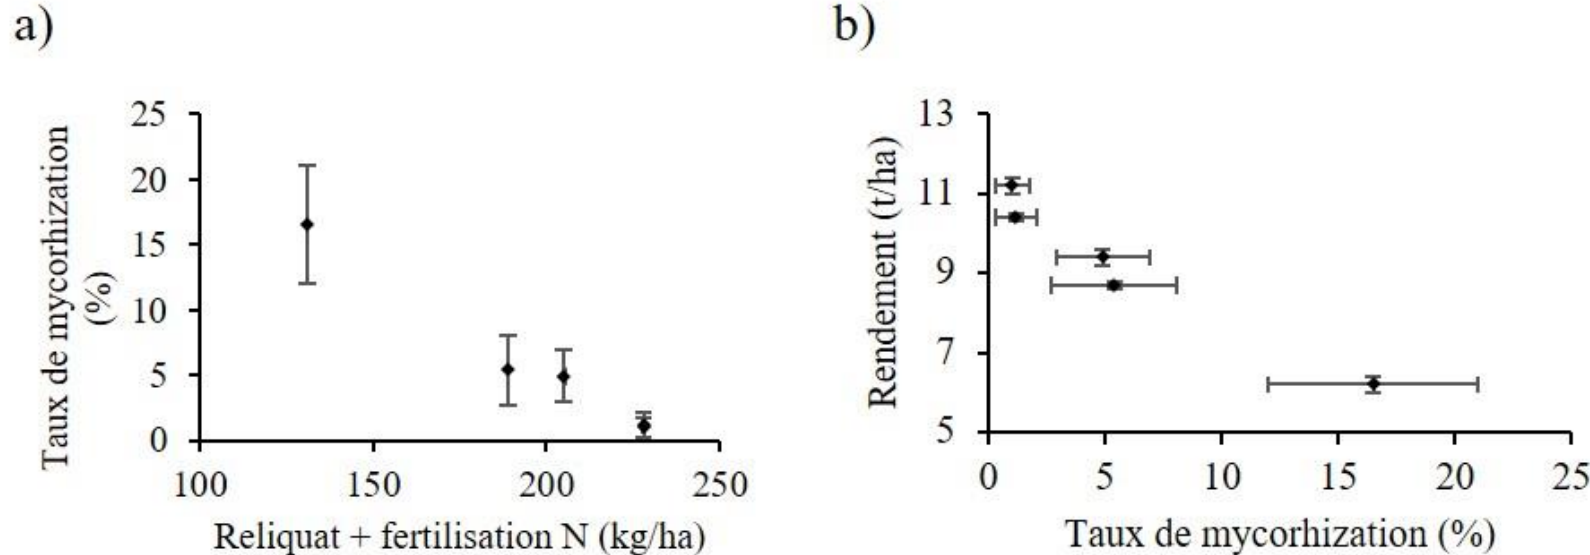 a)
Taux de mycorhization
(%)
25
20
15
10
5
0
100 150 200 250
Reliquat + fertilisation N (kg/ha)
b)
Rendement (t/ha)
13
11
9
7
5
0 5 10 15 20 25
Taux de mycorhization (%)